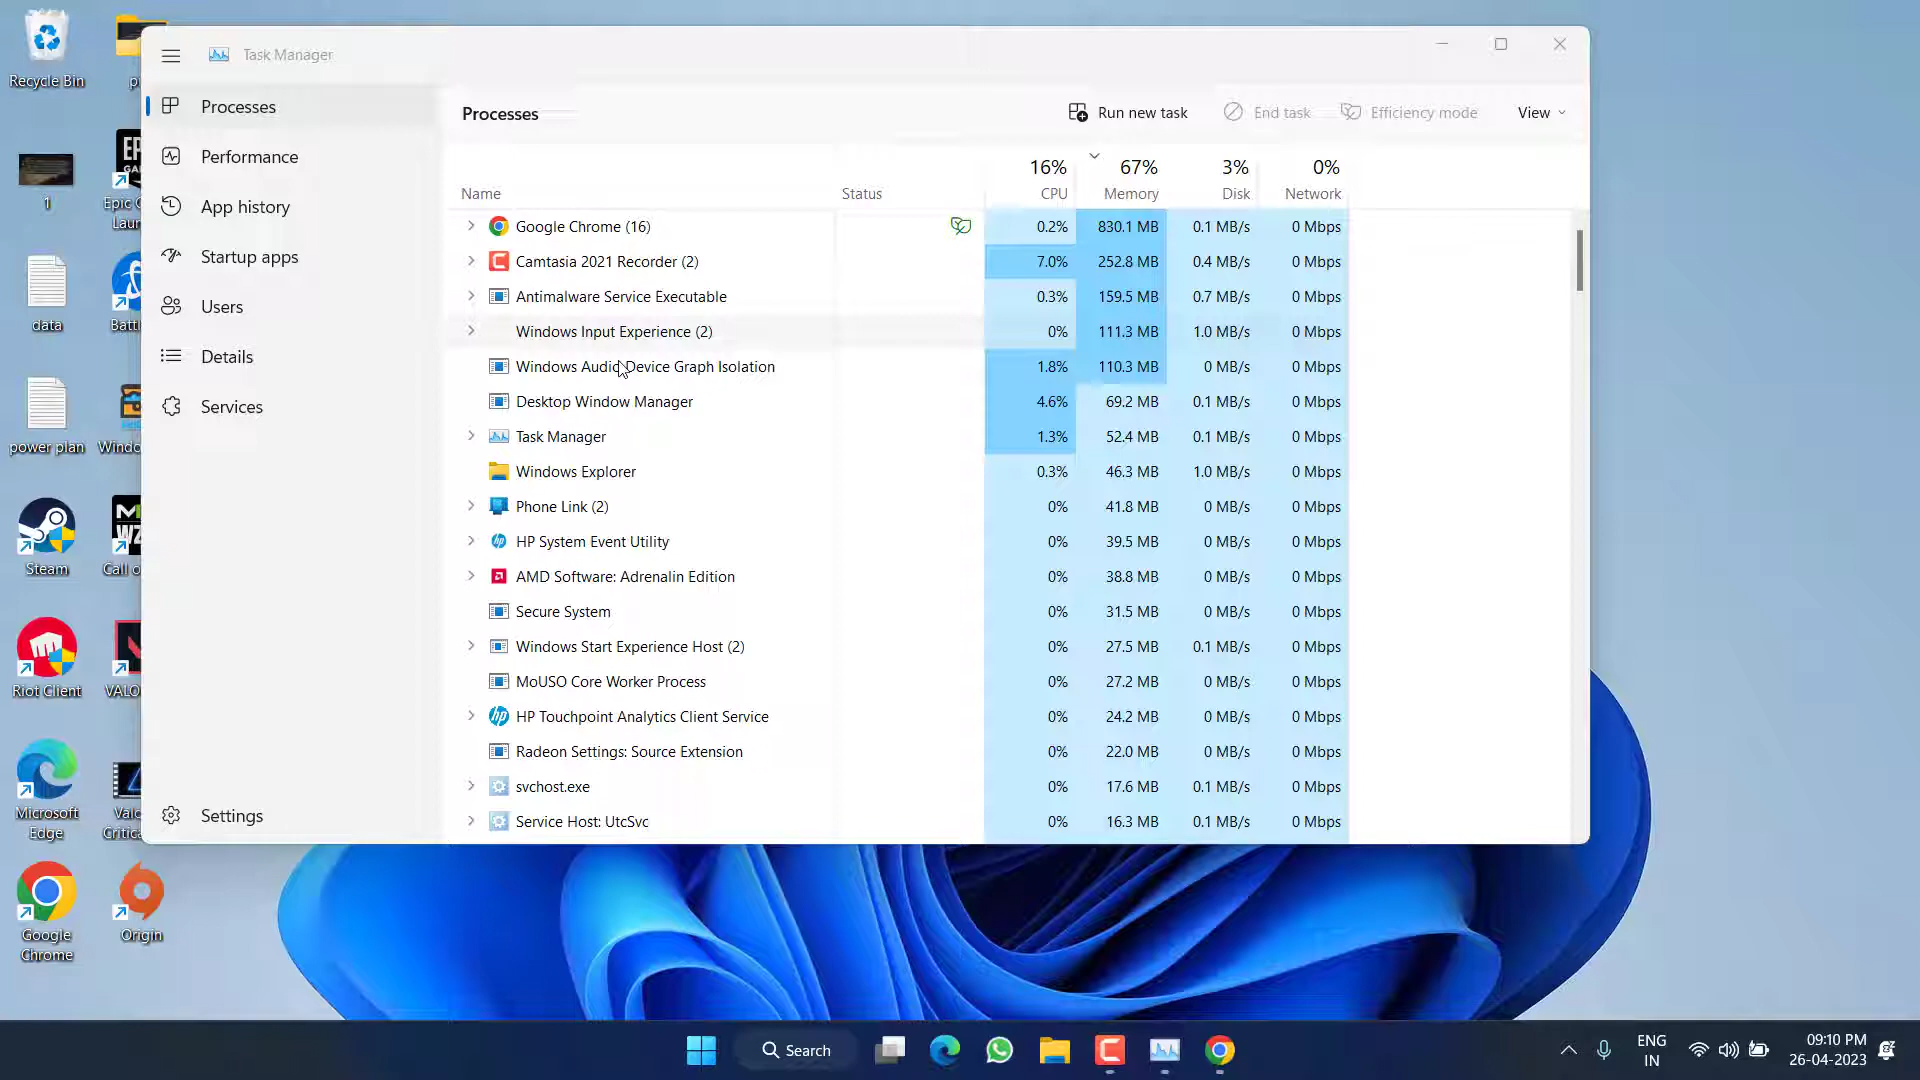 Recycle Bin
1
data
power plan
Steam
Riot Client
Microsoft
Edge
Google
Chrome
Origin
Task Manager
Processes
Performance
App history
Startup apps
Users
Details
Services
Settings
Processes
Run new task
End task
Efficiency mode
View
16% 67% 3% 0%
Name Status CPU Memory Disk Network
Google Chrome (16) 0.2% 830.1 MB 0.1 MB/s 0 Mbps
Camtasia 2021 Recorder (2) 7.0% 252.8 MB 0.4 MB/s 0 Mbps
Antimalware Service Executable 0.3% 159.5 MB 0.7 MB/s 0 Mbps
Windows Input Experience (2) 0% 111.3 MB 1.0 MB/s 0 Mbps
Windows Audio Device Graph Isolation 1.8% 110.3 MB 0 MB/s 0 Mbps
Desktop Window Manager 4.6% 69.2 MB 0.1 MB/s 0 Mbps
Task Manager 1.3% 52.4 MB 0.1 MB/s 0 Mbps
Windows Explorer 0.3% 46.3 MB 1.0 MB/s 0 Mbps
Phone Link (2) 0% 41.8 MB 0 MB/s 0 Mbps
HP System Event Utility 0% 39.5 MB 0 MB/s 0 Mbps
AMD Software: Adrenalin Edition 0% 38.8 MB 0 MB/s 0 Mbps
Secure System 0% 31.5 MB 0 MB/s 0 Mbps
Windows Start Experience Host (2) 0% 27.5 MB 0.1 MB/s 0 Mbps
MoUSO Core Worker Process 0% 27.2 MB 0 MB/s 0 Mbps
HP Touchpoint Analytics Client Service 0% 24.2 MB 0 MB/s 0 Mbps
Radeon Settings: Source Extension 0% 22.0 MB 0 MB/s 0 Mbps
svchost.exe 0% 17.6 MB 0.1 MB/s 0 Mbps
Service Host: UtcSvc 0% 16.3 MB 0.1 MB/s 0 Mbps
Search
ENG
IN
09:10 PM
26-04-2023